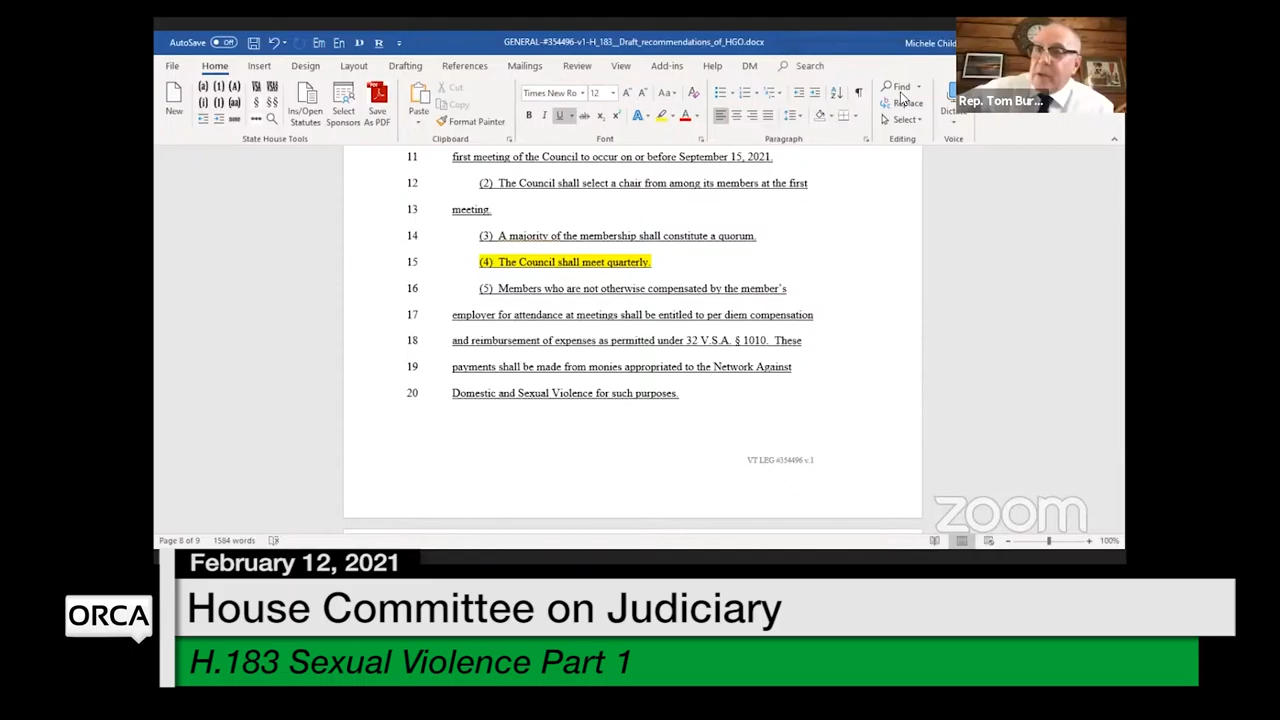 AutoSave Off
Em En D R
GENERAL-#354496-v1-H_183__Draft_recommendations_of_HGO.docx
Michele Child
File Home Insert Design Layout Drafting References Mailings Review View Add-ins Help DM Search
New
(a) (1) (A)
§ §§
Ins/Open
Statutes
Select
Sponsors
Save
As PDF
State House Tools
Paste
Cut
Copy
Format Painter
Clipboard
Times New Ro 12
Aa
B I U ab
Font
Paragraph
Find
Replace
Select
Editing
Dictat
Voice
Rep. Tom Bur...
11 first meeting of the Council to occur on or before September 15, 2021.
12 (2) The Council shall select a chair from among its members at the first
13 meeting.
14 (3) A majority of the membership shall constitute a quorum.
15 (4) The Council shall meet quarterly.
16 (5) Members who are not otherwise compensated by the member's
17 employer for attendance at meetings shall be entitled to per diem compensation
18 and reimbursement of expenses as permitted under 32 V.S.A. § 1010. These
19 payments shall be made from monies appropriated to the Network Against
20 Domestic and Sexual Violence for such purposes.
VT LEG #354496 v.1
zoom
Page 8 of 9 1584 words
100%
February 12, 2021
ORCA
House Committee on Judiciary
H.183 Sexual Violence Part 1